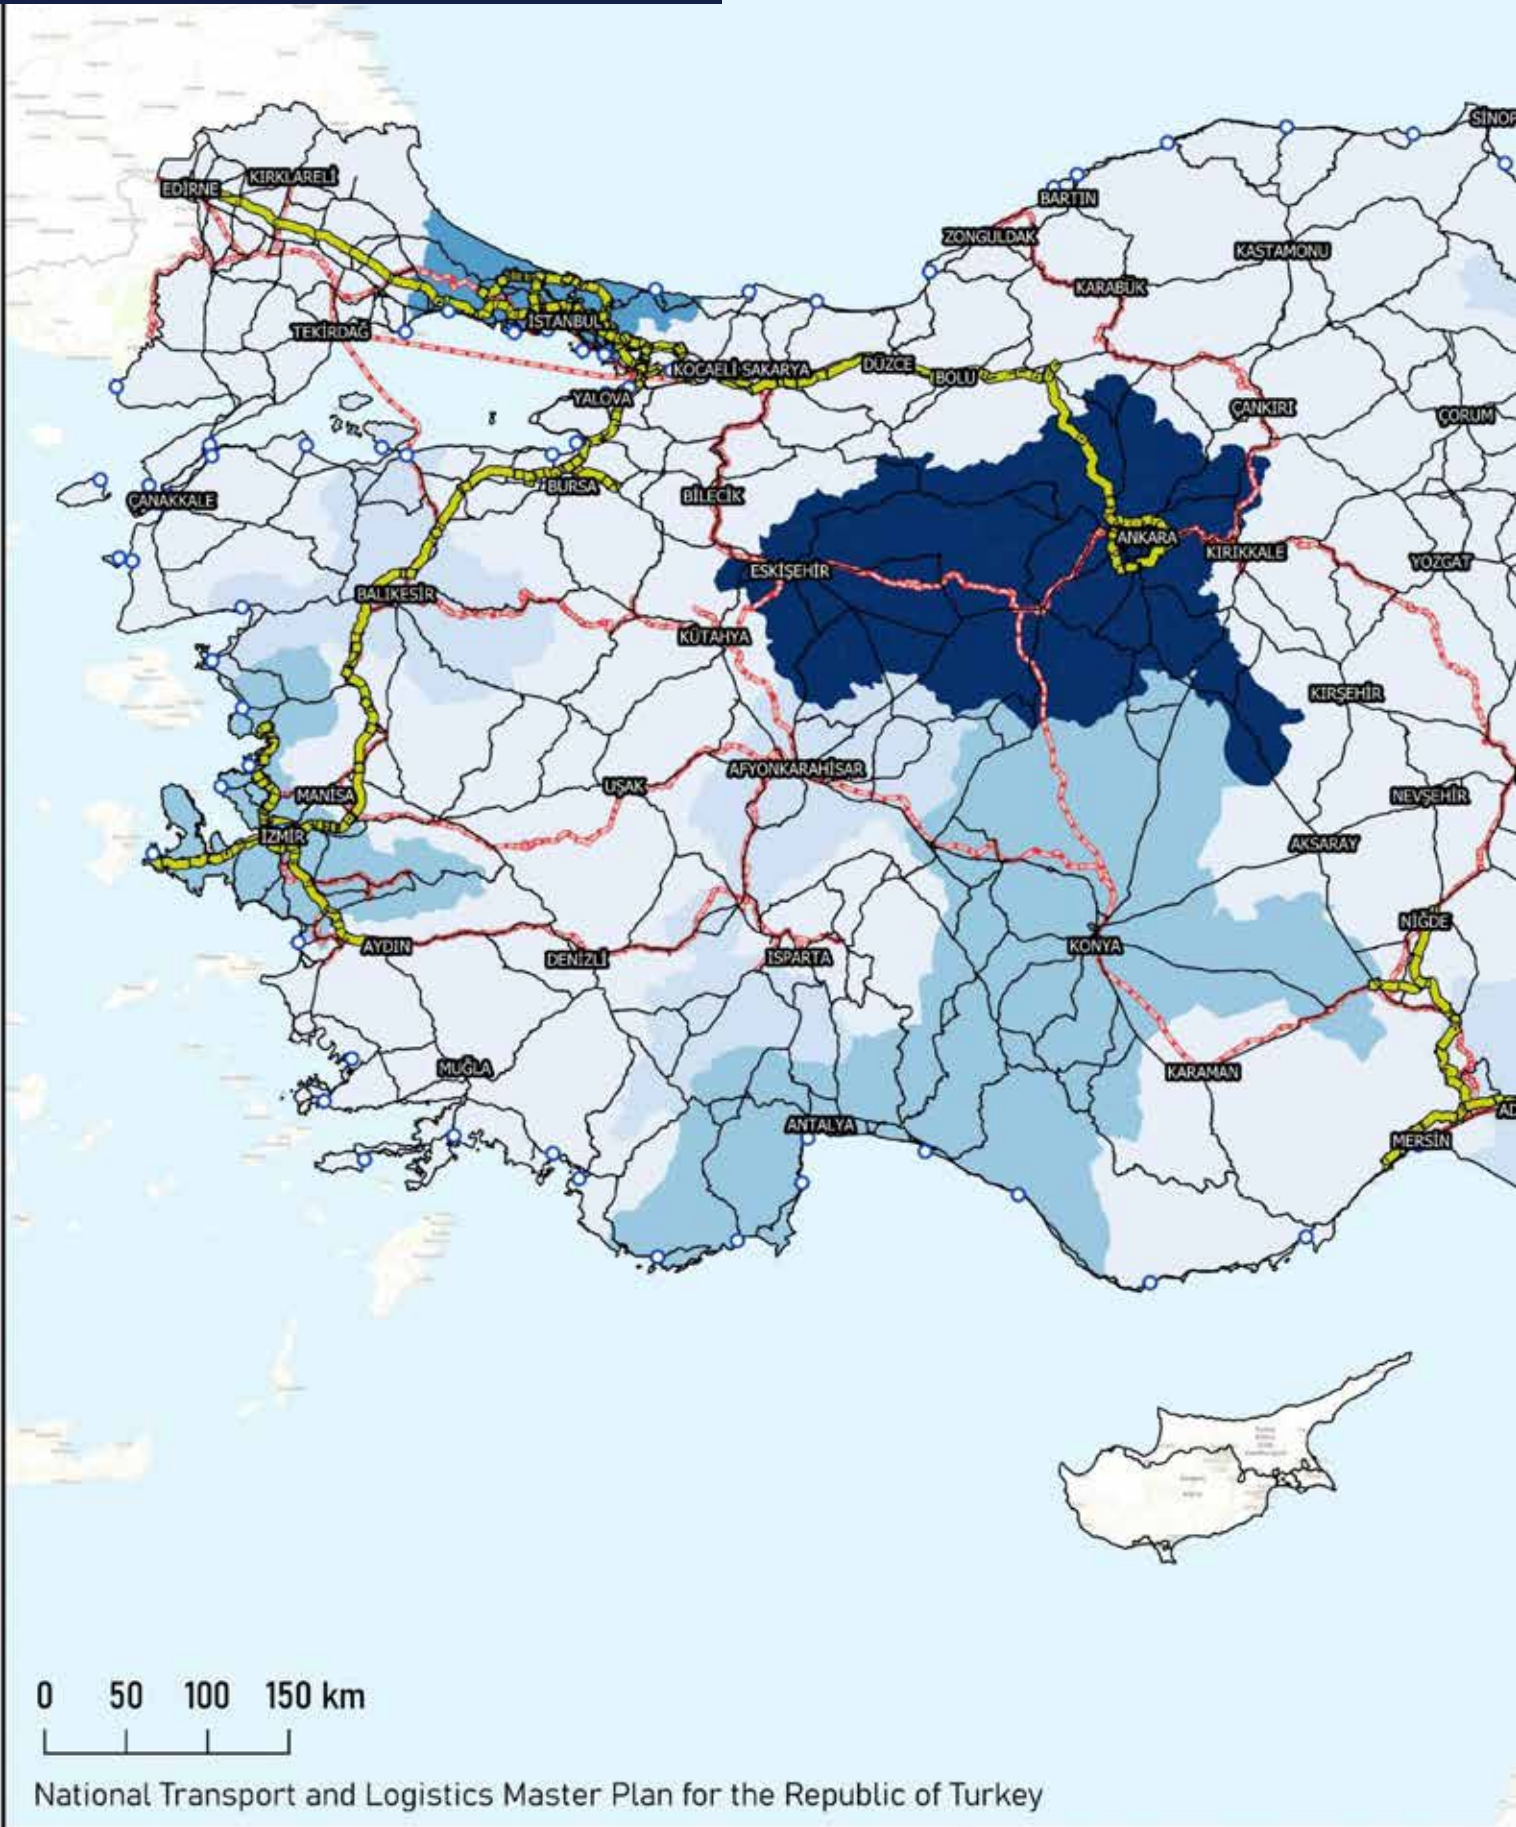 SİNOP
EDİRNE
KIRKLARELİ
BARTIN
ZONGULDAK
KASTAMONU
KARABÜK
TEKİRDAĞ
İSTANBUL
KOCAELİ SAKARYA
DÜZCE
BOLU
YALOVA
ÇANKIRI
ÇORUM
BURSA
BİLECİK
ÇANAKKALE
ANKARA
KIRIKKALE
YOZGAT
ESKİŞEHİR
BALIKESİR
KÜTAHYA
KIRŞEHİR
AFYONKARAHİSAR
UŞAK
MANİSA
NEVŞEHİR
İZMİR
AKSARAY
NİĞDE
AYDIN
DENİZLİ
ISPARTA
KONYA
MUĞLA
KARAMAN
AD
ANTALYA
MERSİN
0 50 100 150 km
National Transport and Logistics Master Plan for the Republic of Turkey